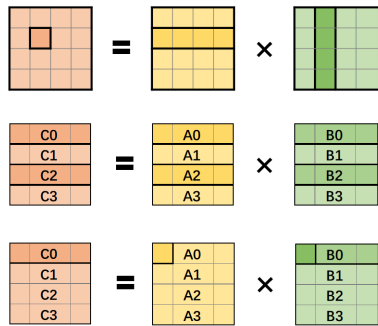 = ×
C0 A0 B0
C1 A1 B1
= ×
C2 A2 B2
C3 A3 B3
C0 A0 B0
C1 A1 B1
= ×
C2 A2 B2
C3 A3 B3